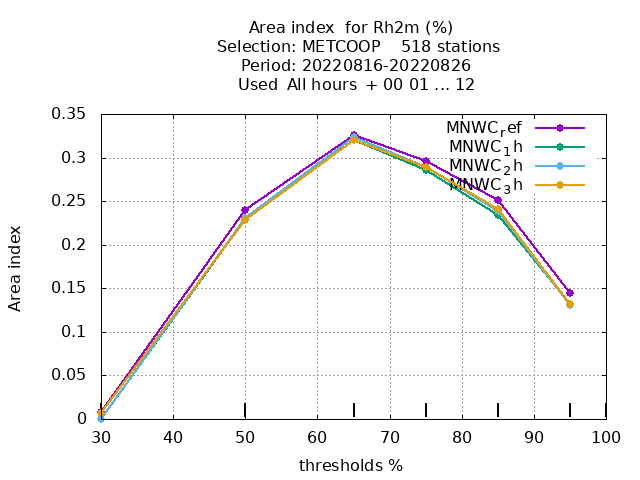 Area index  for Rh2m (%)
Selection: METCOOP    518 stations
Period: 20220816-20220826
Used  All hours  + 00 01 ... 12
0.35
0.3
0.25
0.2
0.15
0.1
0.05
0
Area index
MNWC_ref
MNWC_1h
MNWC_2h
MNWC_3h
30 40 50 60 70 80 90 100
thresholds %